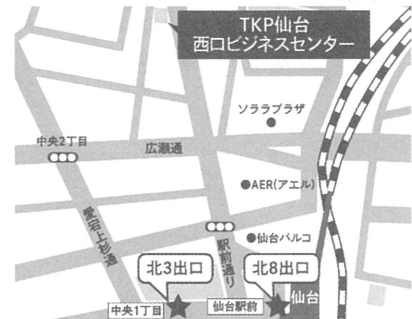 TKP仙台
西口ビジネスセンター
ソララプラザ
中央2丁目
広瀬通
AER(アエル)
愛宕上杉通
駅前通り
仙台パルコ
北3出口
北8出口
中央1丁目
仙台駅前
仙台